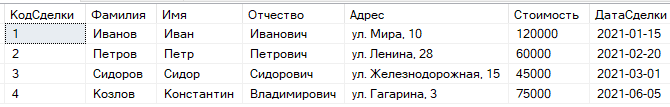 КодСделки Фамилия Имя Отчество Адрес Стоимость ДатаСделки
1 Иванов Иван Иванович ул. Мира, 10 120000 2021-01-15
2 Петров Петр Петрович ул. Ленина, 28 60000 2021-02-20
3 Сидоров Сидор Сидорович ул. Железнодорожная, 15 45000 2021-03-01
4 Козлов Константин Владимирович ул. Гагарина, 3 75000 2021-06-05